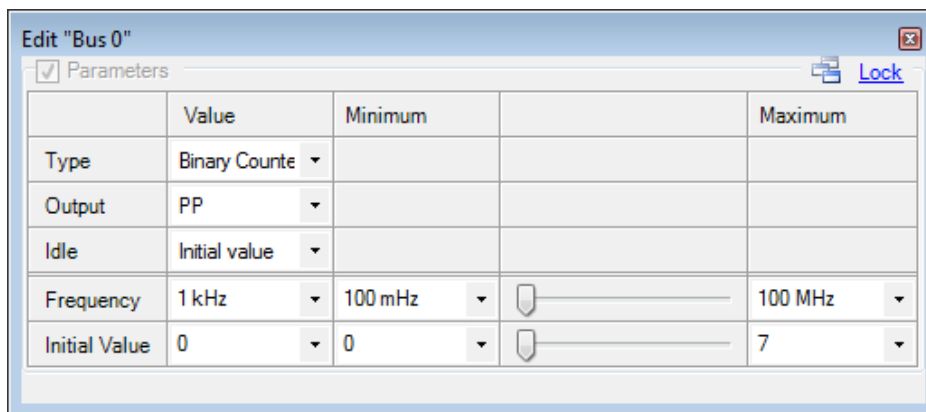 Edit "Bus 0"
Parameters Lock
Value Minimum Maximum
Type Binary Counte
Output PP
Idle Initial value
Frequency 1 kHz 100 mHz 100 MHz
Initial Value 0 0 7